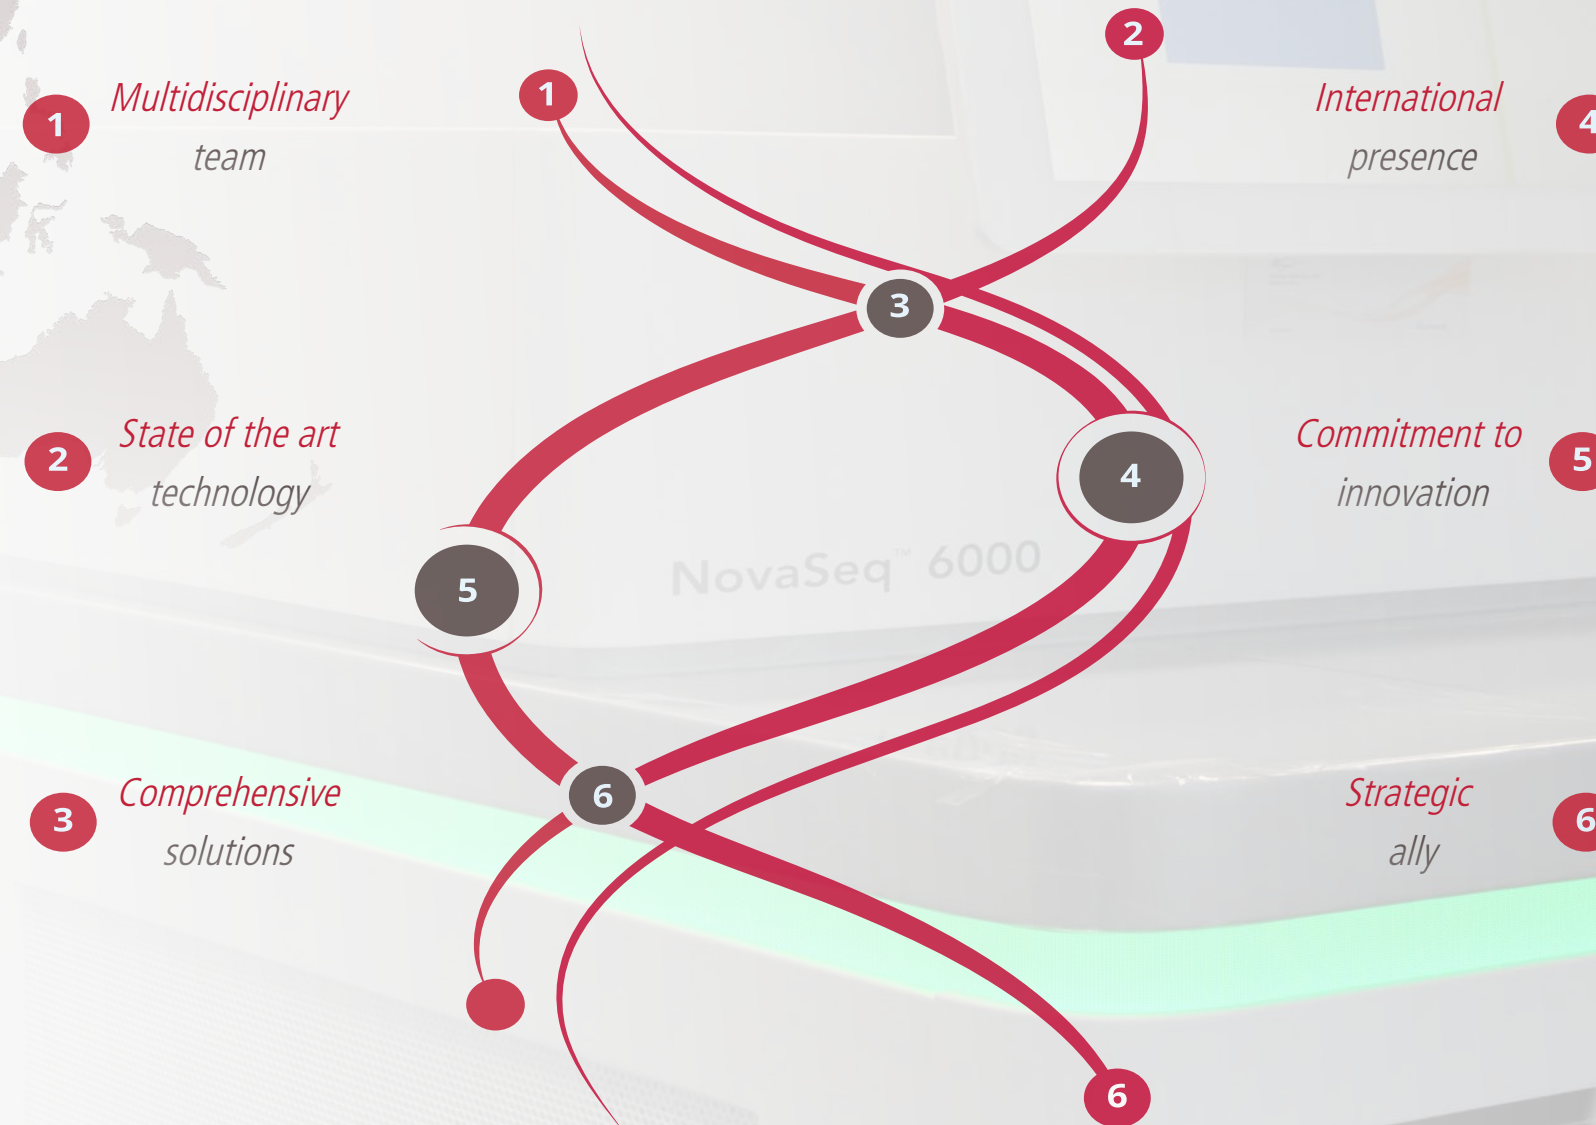 1 Multidisciplinary
team
2 State of the art
technology
3 Comprehensive
solutions
1
2
3
4
5
6
6
NovaSeq™ 6000
International 4
presence
Commitment to 5
innovation
Strategic 6
ally